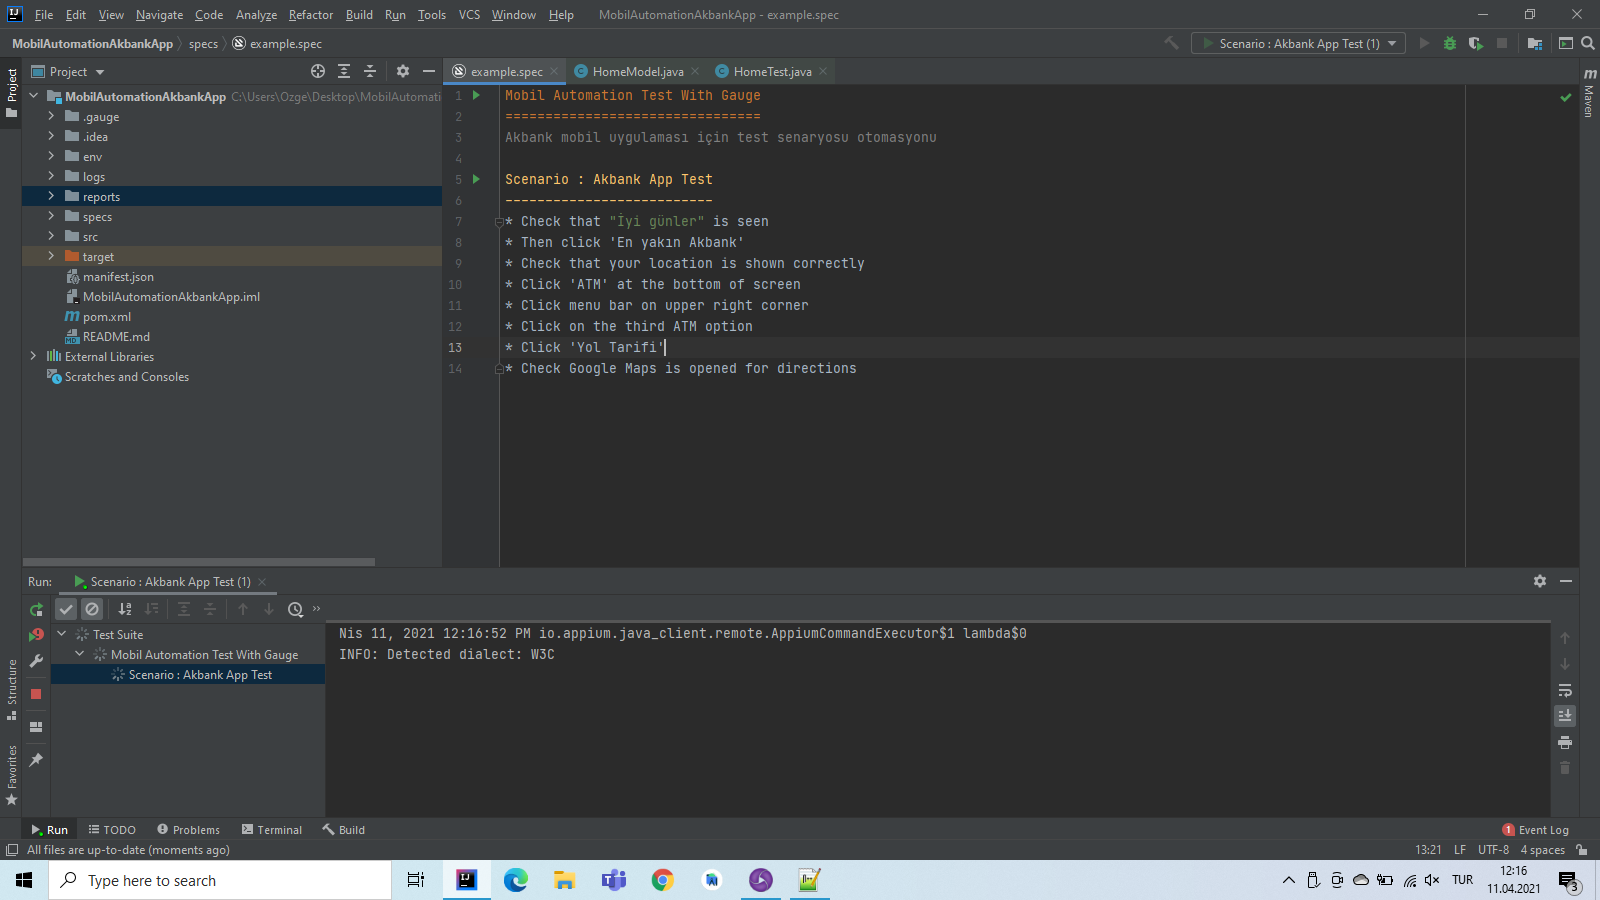 File Edit View Navigate Code Analyze Refactor Build Run Tools VCS Window Help MobilAutomationAkbankApp - example.spec
MobilAutomationAkbankApp specs example.spec Scenario : Akbank App Test (1)
Project
Project
example.spec HomeModel.java HomeTest.java
Maven
MobilAutomationAkbankApp C:\Users\Ozge\Desktop\MobilAutomati
.gauge
.idea
env
logs
reports
specs
src
target
manifest.json
MobilAutomationAkbankApp.iml
pom.xml
README.md
External Libraries
Scratches and Consoles
1 Mobil Automation Test With Gauge
2 ================================
3 Akbank mobil uygulaması için test senaryosu otomasyonu
4
5 Scenario : Akbank App Test
6 --------------------------
7 * Check that "İyi günler" is seen
8 * Then click 'En yakın Akbank'
9 * Check that your location is shown correctly
10 * Click 'ATM' at the bottom of screen
11 * Click menu bar on upper right corner
12 * Click on the third ATM option
13 * Click 'Yol Tarifi'
14 * Check Google Maps is opened for directions
Run: Scenario : Akbank App Test (1)
Test Suite
Mobil Automation Test With Gauge
Scenario : Akbank App Test
Nis 11, 2021 12:16:52 PM io.appium.java_client.remote.AppiumCommandExecutor$1 lambda$0
INFO: Detected dialect: W3C
Structure
Favorites
Run TODO Problems Terminal Build 1 Event Log
All files are up-to-date (moments ago) 13:21 LF UTF-8 4 spaces
Type here to search
TUR
12:16
11.04.2021
3